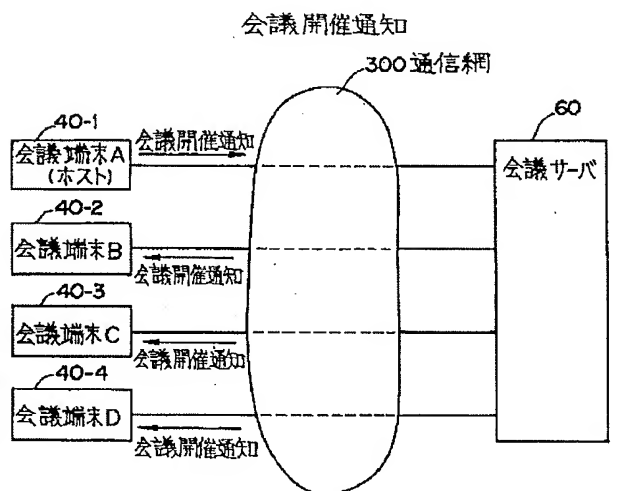 会議開催通知
300通信網
40-1
会議端末A
(ホスト)
会議開催通知
60
会議サーバ
40-2
会議端末B
会議開催通知
40-3
会議端末C
会議開催通知
40-4
会議端末D
会議開催通知